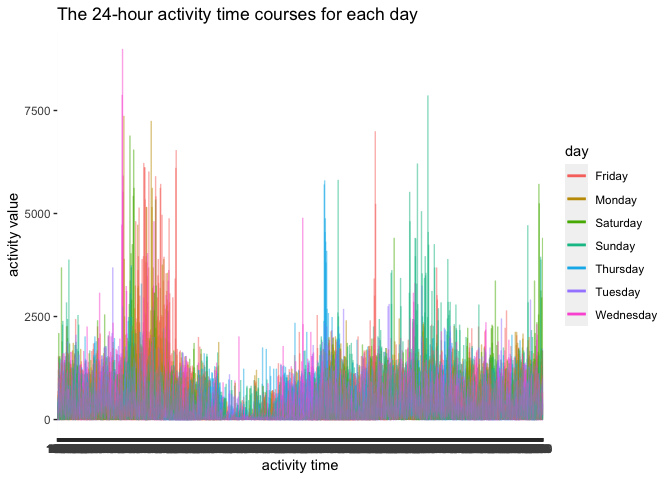 The 24-hour activity time courses for each day
activity value
7500
5000
2500
0
activity time
day
Friday
Monday
Saturday
Sunday
Thursday
Tuesday
Wednesday